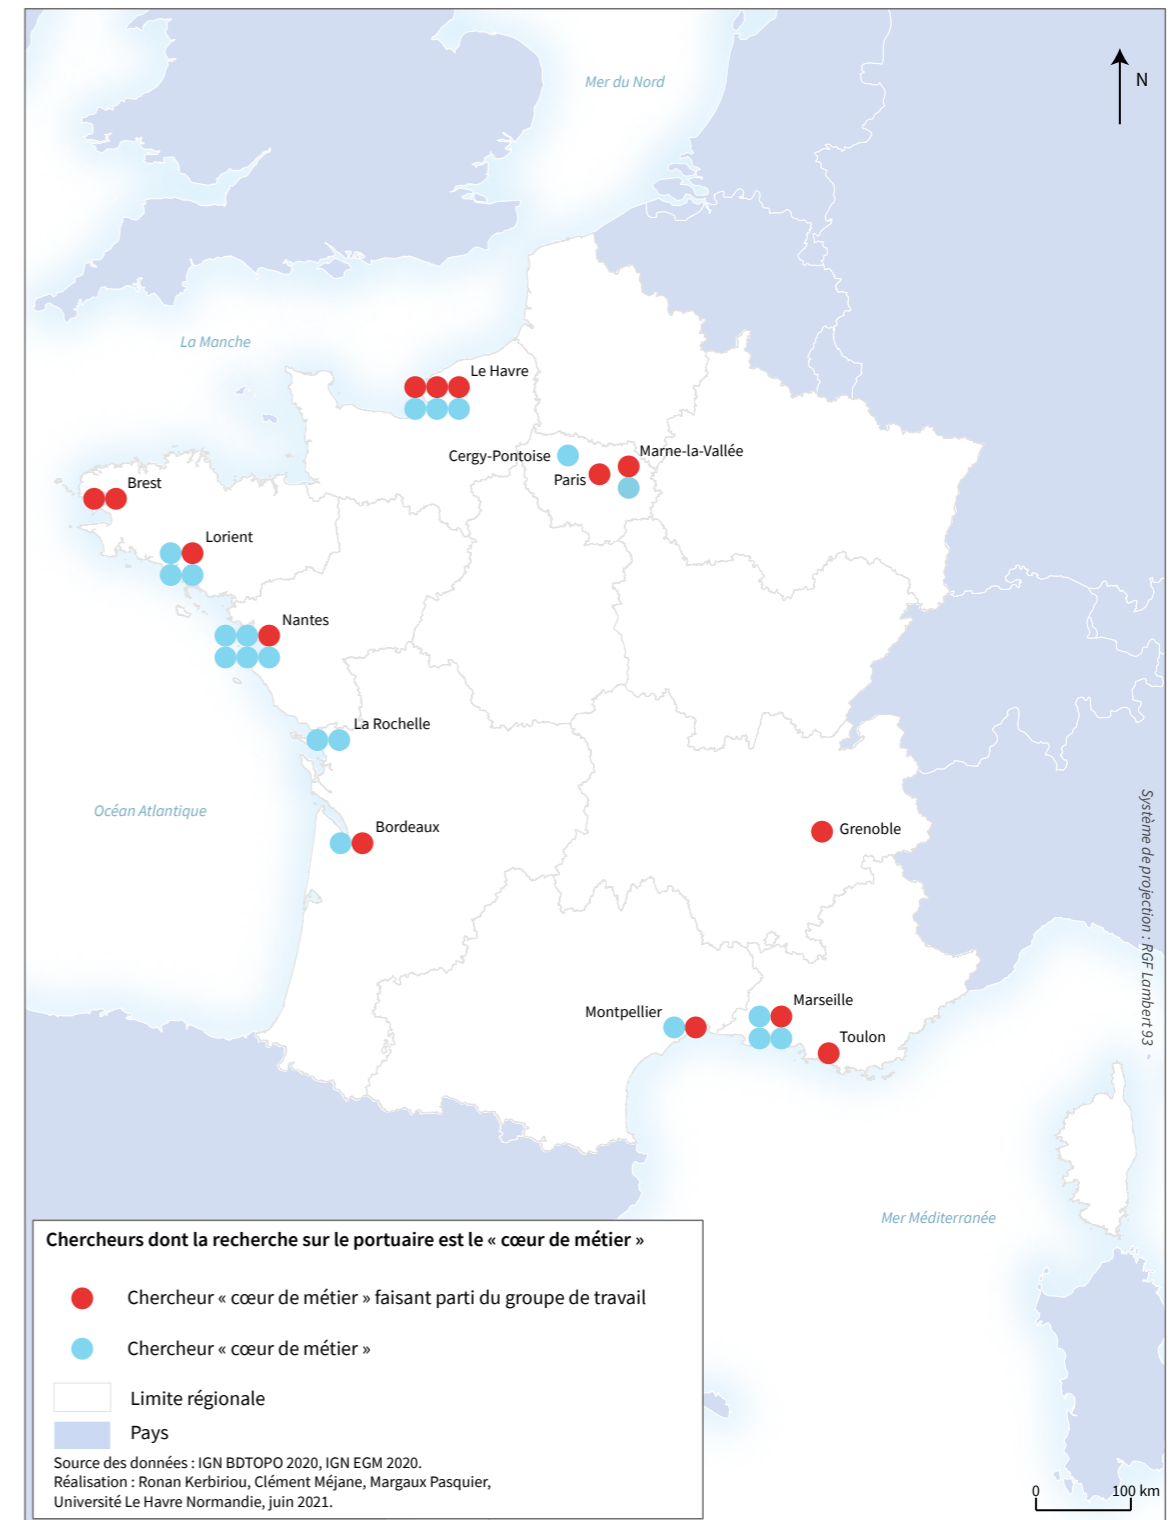 Mer du Nord
N
La Manche
Le Havre
Cergy-Pontoise
Marne-la-Vallée
Paris
Brest
Lorient
Nantes
La Rochelle
Océan Atlantique
Bordeaux
Grenoble
Système de projection : RGF Lambert 93 -
Marseille
Montpellier
Toulon
Mer Méditerranée
Chercheurs dont la recherche sur le portuaire est le « cœur de métier »
Chercheur « cœur de métier » faisant parti du groupe de travail
Chercheur « cœur de métier »
Limite régionale
Pays
Source des données : IGN BDTOPO 2020, IGN EGM 2020.
Réalisation : Ronan Kerbiriou, Clément Méjane, Margaux Pasquier,
Université Le Havre Normandie, juin 2021.
0 100 km